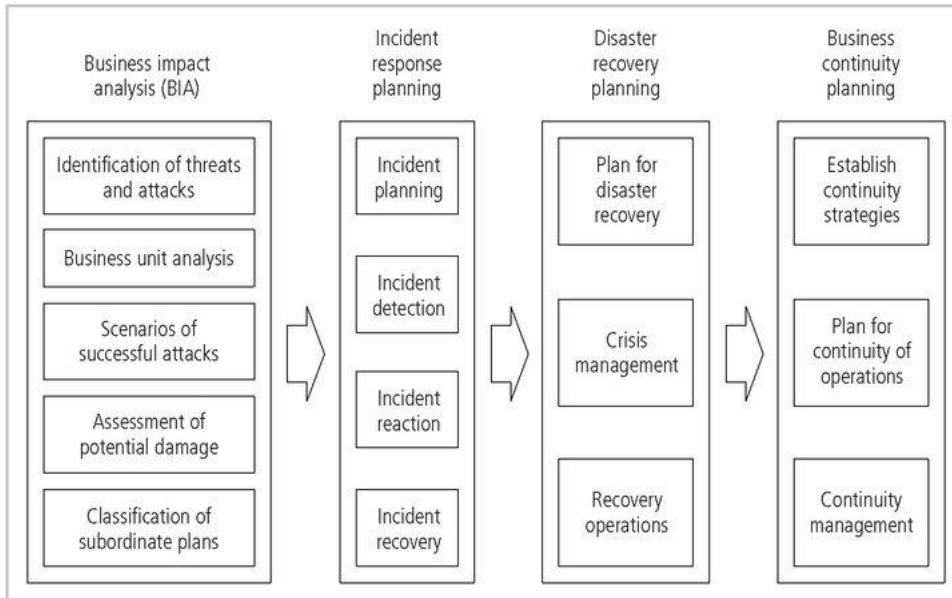 Business impact
analysis (BIA)
Incident
response
planning
Disaster
recovery
planning
Business
continuity
planning
Identification of threats
and attacks
Business unit analysis
Scenarios of
successful attacks
Assessment of
potential damage
Classification of
subordinate plans
Incident
planning
Incident
detection
Incident
reaction
Incident
recovery
Plan for
disaster
recovery
Crisis
management
Recovery
operations
Establish
continuity
strategies
Plan for
continuity of
operations
Continuity
management